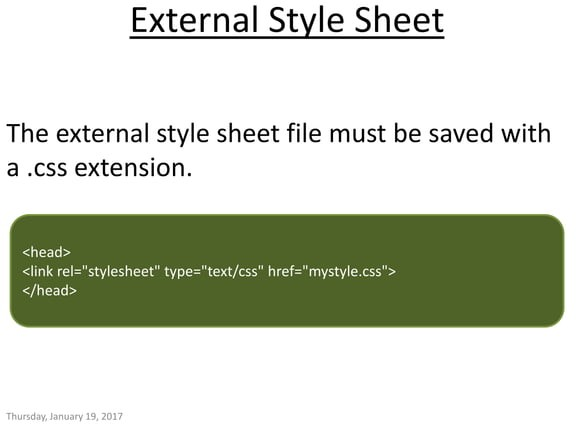 External Style Sheet
The external style sheet file must be saved with
a .css extension.
<head>
<link rel="stylesheet" type="text/css" href="mystyle.css">
</head>
Thursday, January 19, 2017